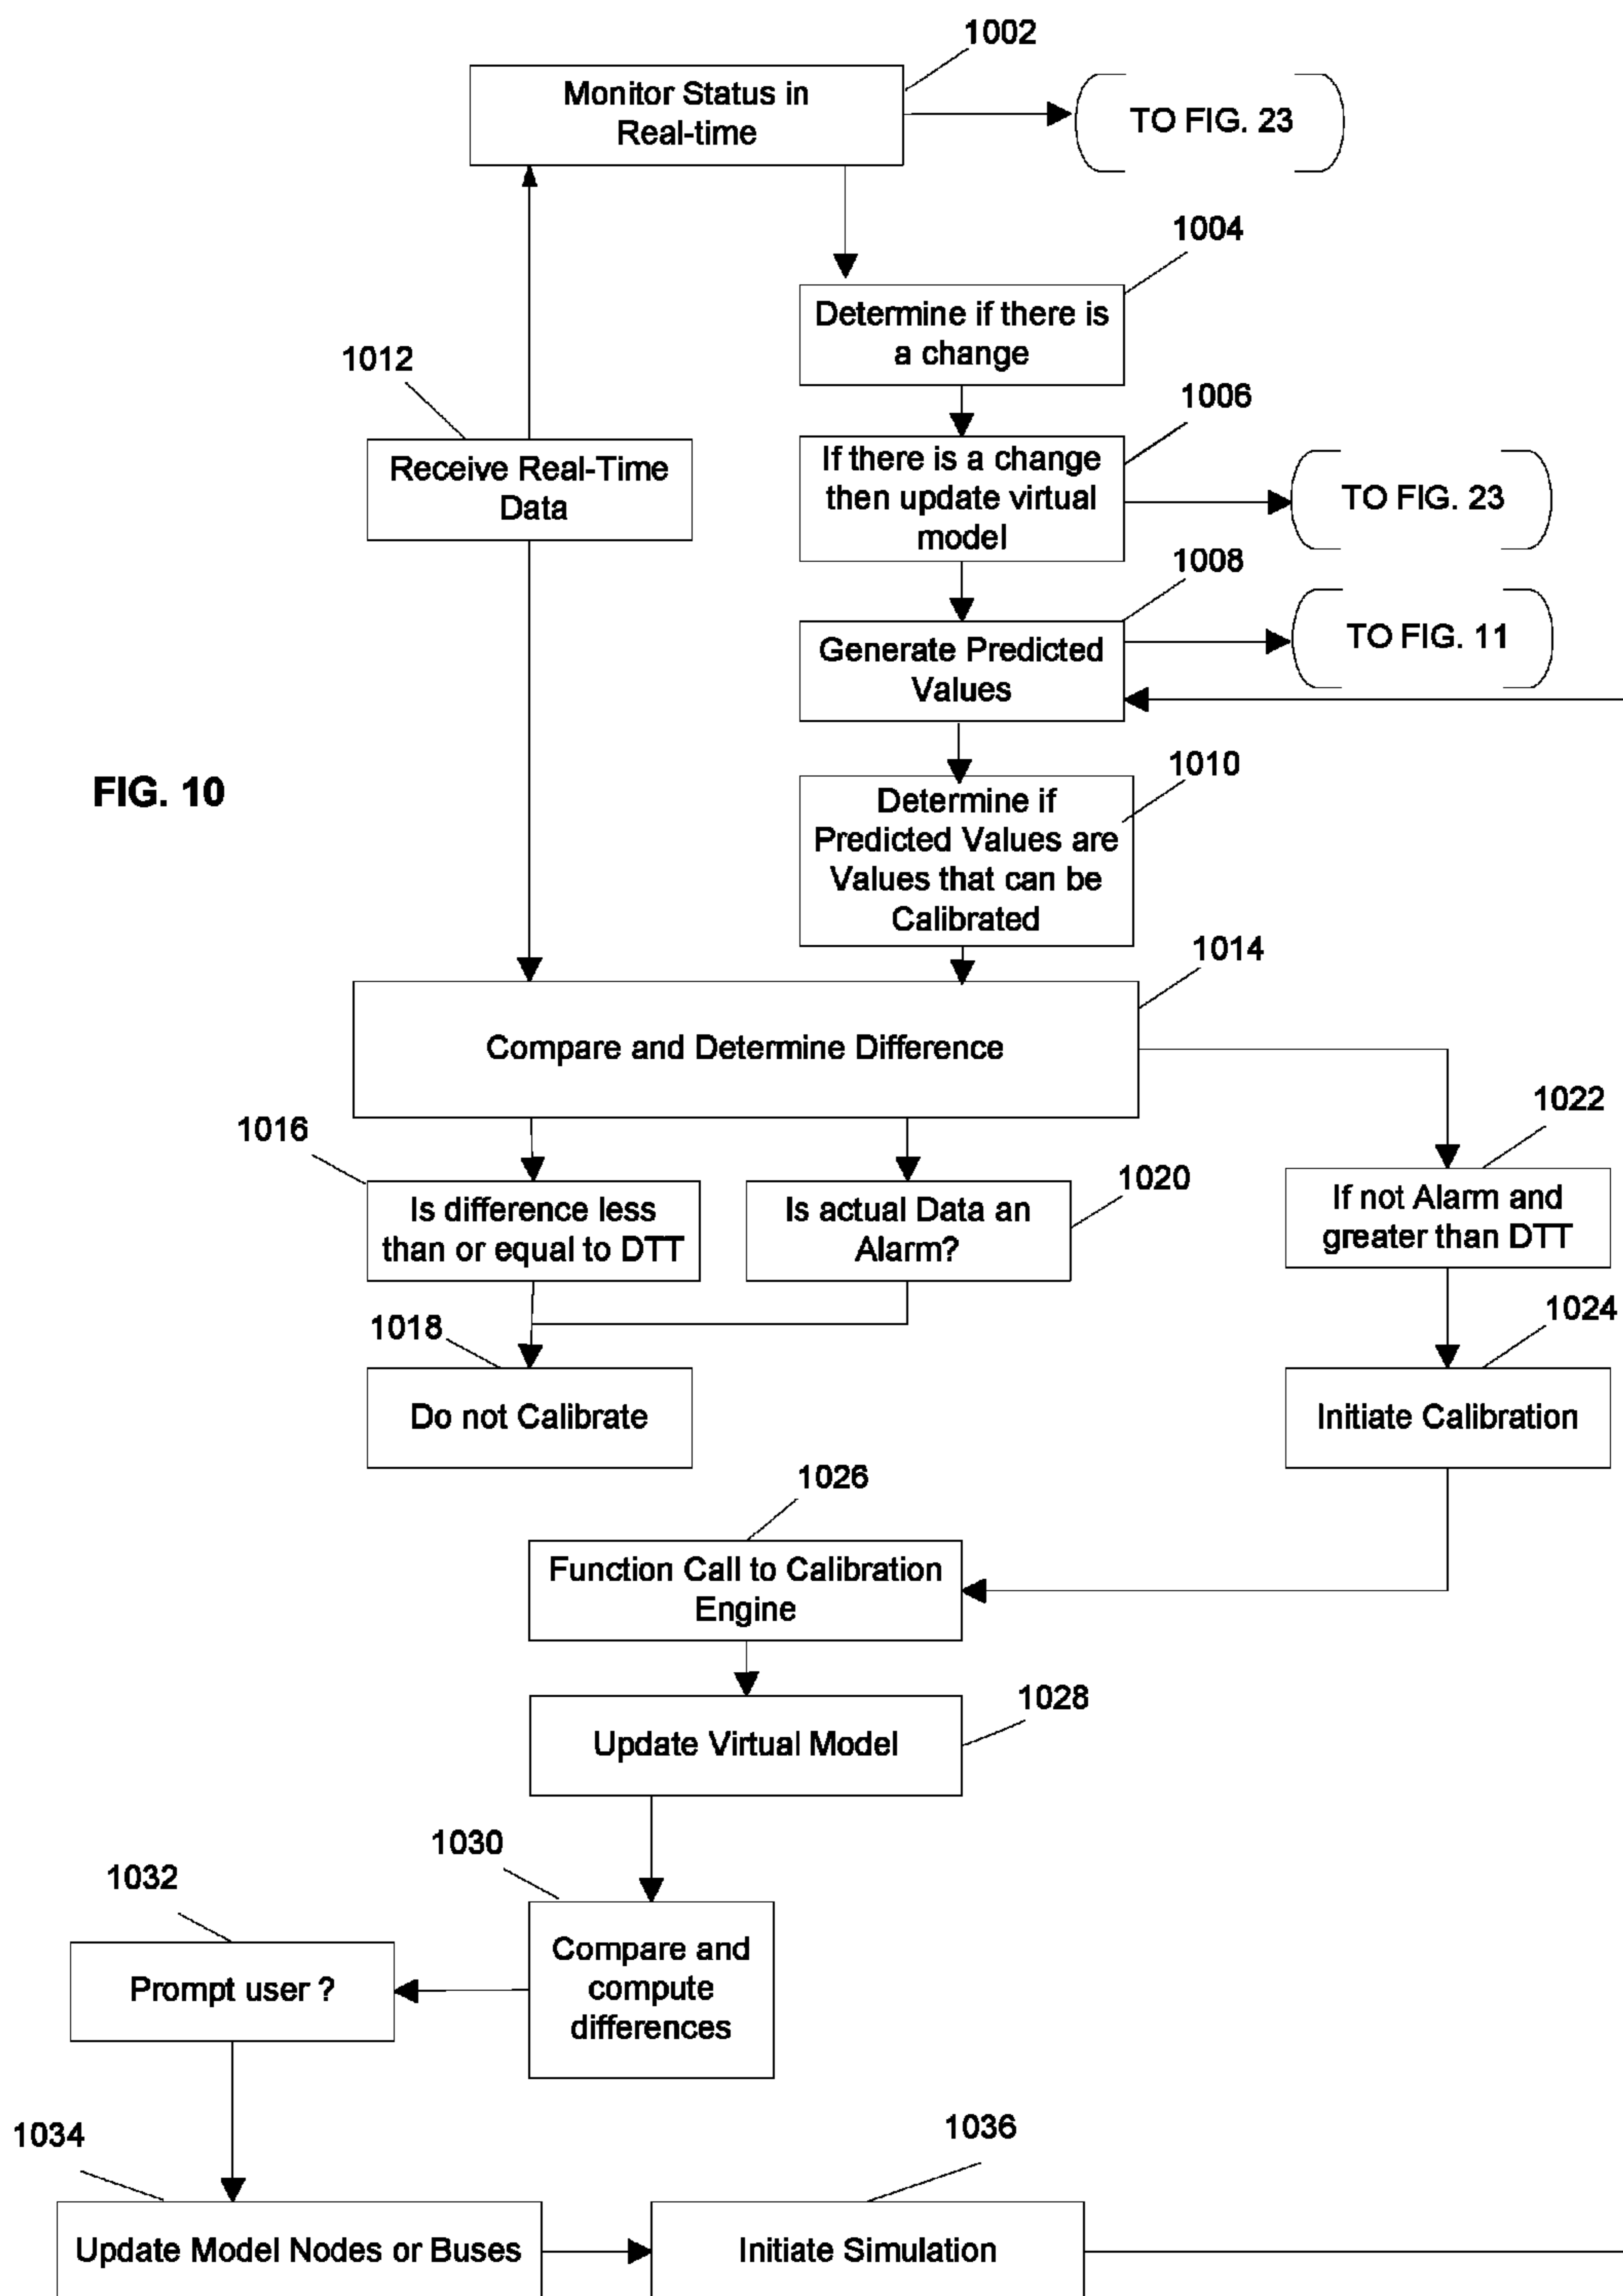 1002
Monitor Status in
Real-time
TO FIG. 23
1004
Determine if there is
a change
1012
Receive Real-Time
Data
1006
If there is a change
then update virtual
model
TO FIG. 23
1008
Generate Predicted
Values
TO FIG. 11
FIG. 10
1010
Determine if
Predicted Values are
Values that can be
Calibrated
1014
Compare and Determine Difference
1016
Is difference less
than or equal to DTT
1020
Is actual Data an
Alarm?
1022
If not Alarm and
greater than DTT
1018
Do not Calibrate
1024
Initiate Calibration
1026
Function Call to Calibration
Engine
1028
Update Virtual Model
1030
Compare and
compute
differences
1032
Prompt user ?
1034
Update Model Nodes or Buses
1036
Initiate Simulation